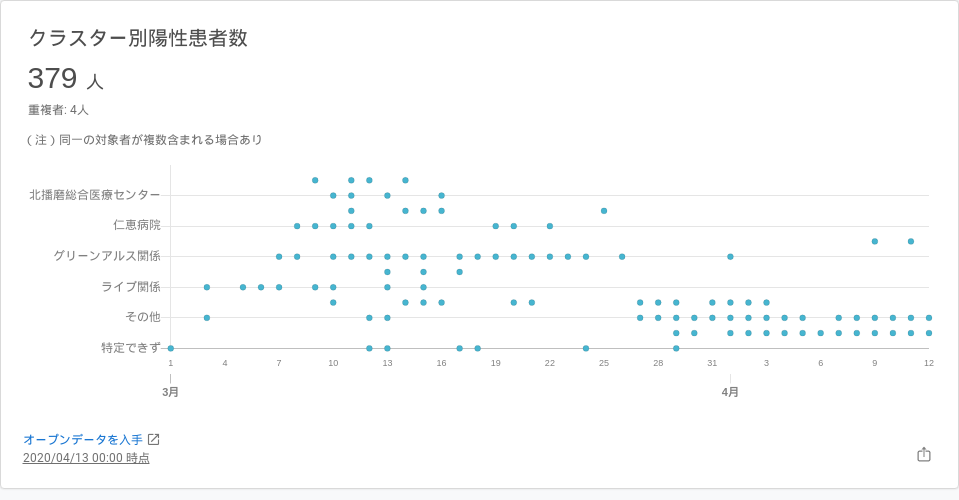 クラスター別陽性患者数
379 人
重複者: 4人
( 注 ) 同一の対象者が複数含まれる場合あり
北播磨総合医療センター
仁恵病院
グリーンアルス関係
ライブ関係
その他
特定できず
1 4 7 10 13 16 19 22 25 28 31 3 6 9 12
3月 4月
オープンデータを入手
2020/04/13 00:00 時点